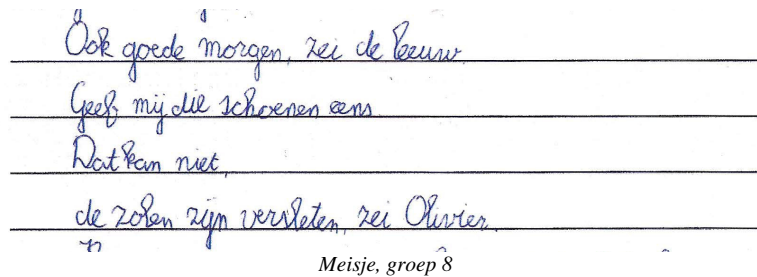 Ook goede morgen, zei de leeuw.
Geef mij die schoenen eens
Dat kan niet,
de zolen zijn versleten, zei Olivier.
Meisje, groep 8